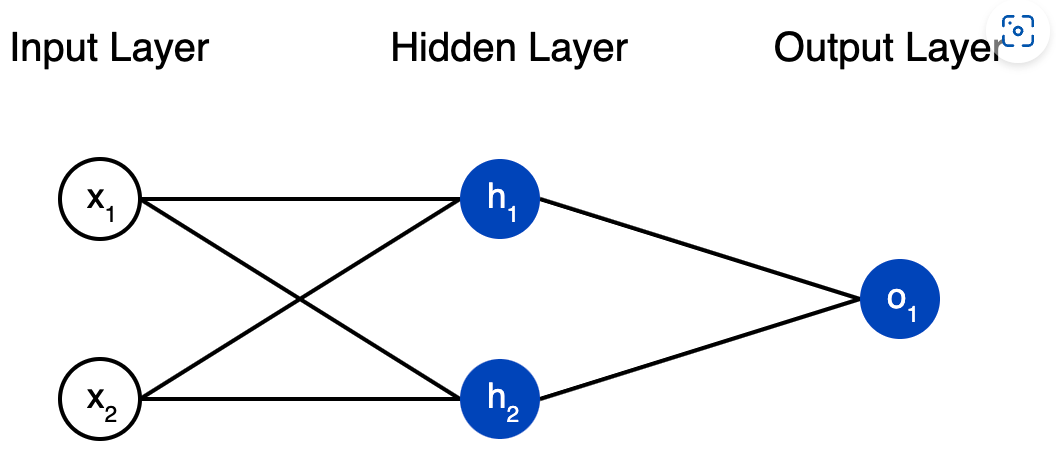 Input Layer Hidden Layer Output Layer
x₁ h₁
o₁
x₂ h₂